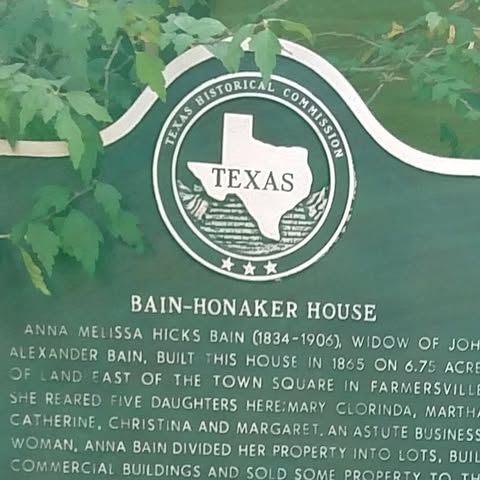 TEXAS HISTORICAL COMMISSION
TEXAS
BAIN-HONAKER HOUSE
ANNA MELISSA HICKS BAIN (1834-1906), WIDOW OF JOH
ALEXANDER BAIN, BUILT THIS HOUSE IN 1865 ON 6.75 ACRE
OF LAND EAST OF THE TOWN SQUARE IN FARMERSVILLE
SHE REARED FIVE DAUGHTERS HERE:MARY CLORINDA, MARTHA
CATHERINE, CHRISTINA AND MARGARET. AN ASTUTE BUSINESS
WOMAN, ANNA BAIN DIVIDED HER PROPERTY INTO LOTS, BUIL
COMMERCIAL BUILDINGS AND SOLD SOME PROPERTY TO TH